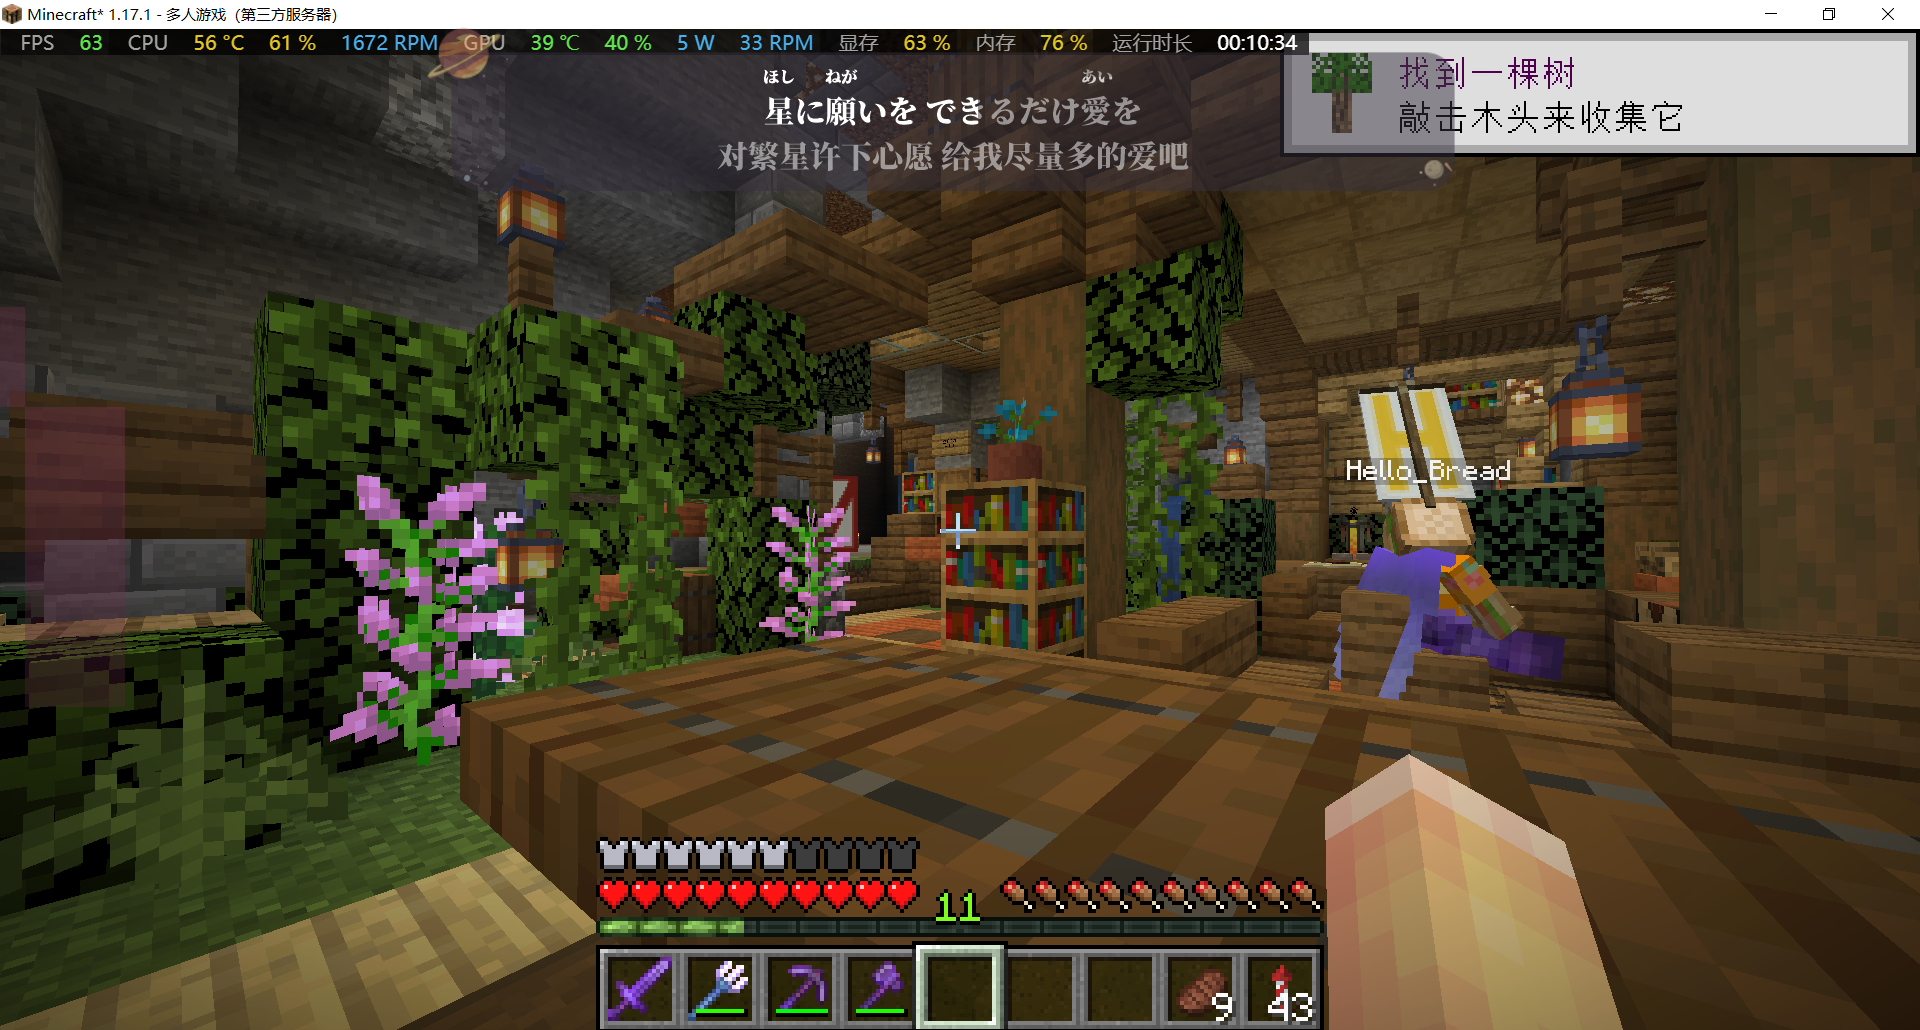 Minecraft* 1.17.1 - 多人游戏（第三方服务器）
FPS 63 CPU 56 °C 61 % 1672 RPM GPU 39 °C 40 % 5 W 33 RPM 显存 63 % 内存 76 % 运行时长 00:10:34
ほし ねが あい
星に願いを できるだけ愛を
对繁星许下心愿 给我尽量多的爱吧
找到一棵树
敲击木头来收集它
Hello_Bread
11
9
43